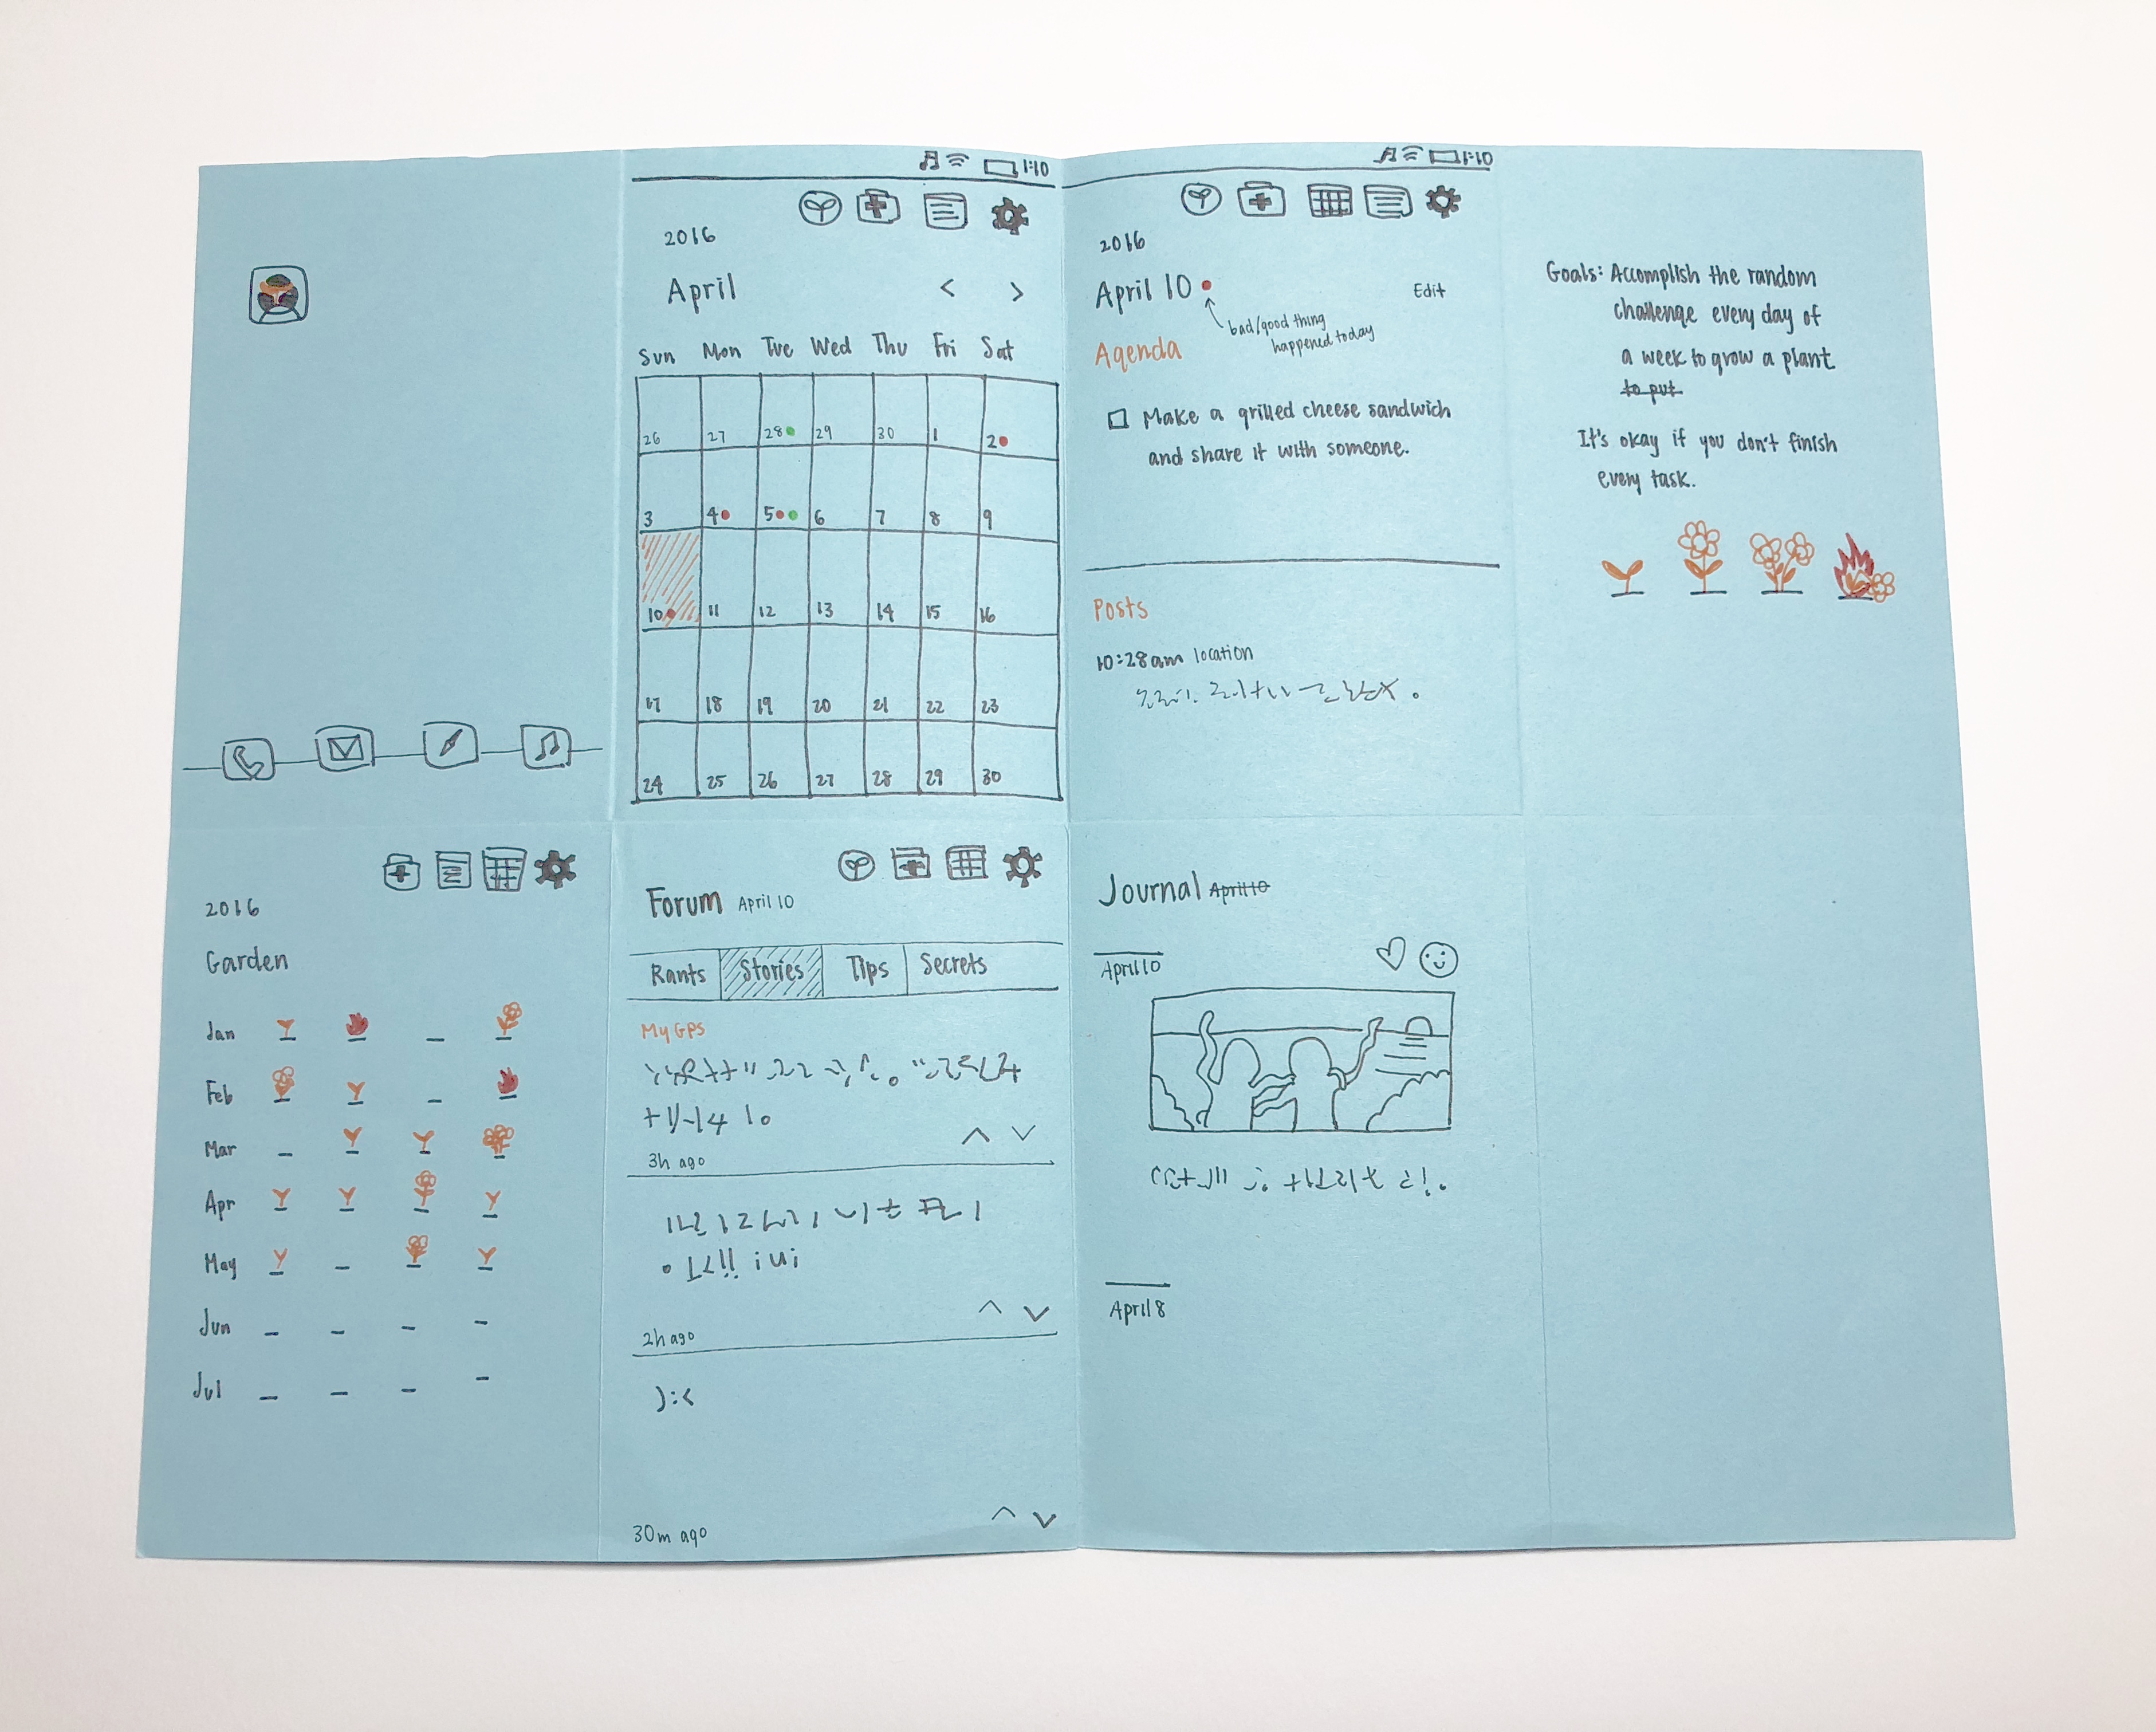 1:10
2016
April
< >
Sun Mon Tue Wed Thu Fri Sat
26 27 28 29 30 1 2
3 4 5 6 7 8 9
10 11 12 13 14 15 16
17 18 19 20 21 22 23
24 25 26 27 28 29 30
1:10
2016
April 10
Edit
bad/good thing
happened today
Agenda
Make a grilled cheese sandwich
and share it with someone.
Posts
10:28am location
Goals: Accomplish the random
challenge every day of
a week to grow a plant
to put
It's okay if you don't finish
every task.
2016
Garden
Jan
Feb
Mar
Apr
May
Jun
Jul
Forum April 10
Rants Stories Tips Secrets
My GPS
3h ago
2h ago
):<
30m ago
Journal April 10
April 10
April 8